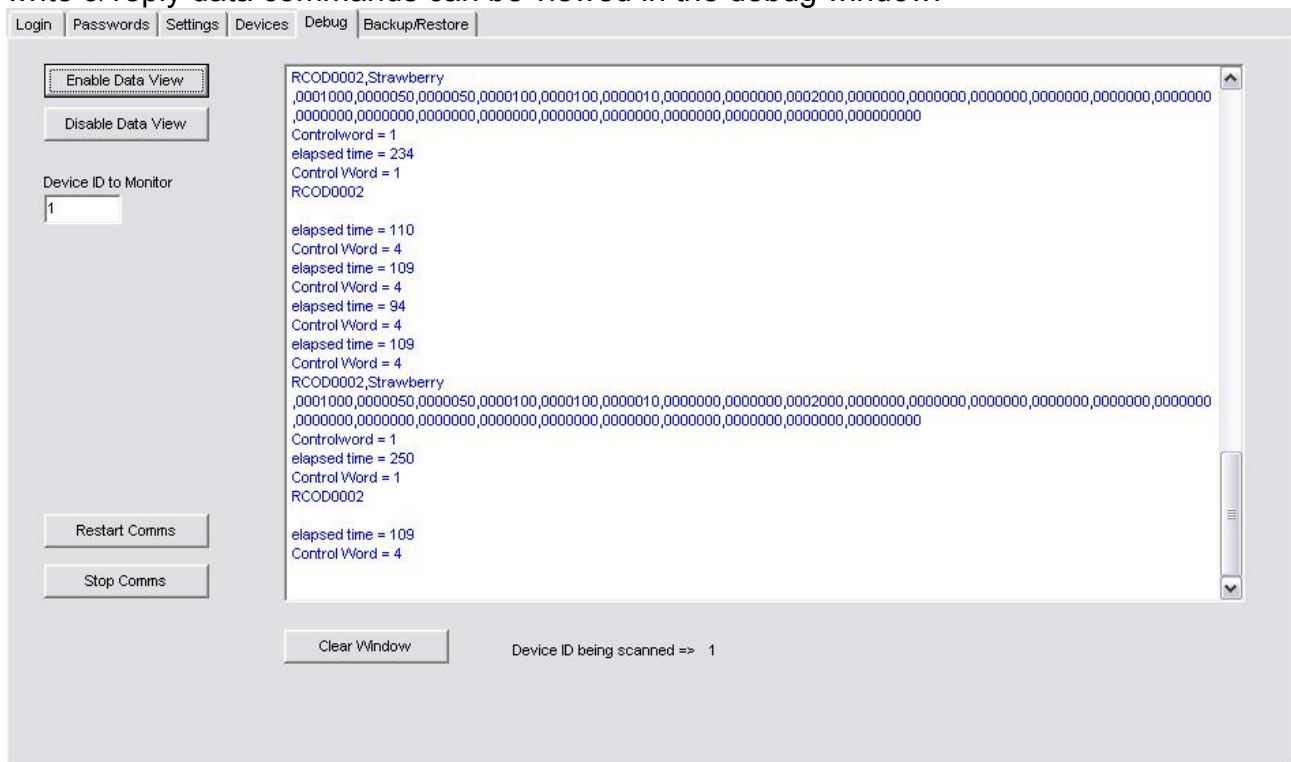 data commands can be viewed in the debug window
Login Passwords Settings Devices Debug Backup/Restore
Enable Data View
Disable Data View
Device ID to Monitor
1
RCOD0002,Strawberry
,0001000,0000050,0000050,0000100,0000100,0000010,0000000,0000000,0002000,0000000,0000000,0000000,0000000,0000000,0000000
,0000000,0000000,0000000,0000000,0000000,0000000,0000000,0000000,0000000,000000000
Controlword = 1
elapsed time = 234
Control Word = 1
RCOD0002
elapsed time = 110
Control Word = 4
elapsed time = 109
Control Word = 4
elapsed time = 94
Control Word = 4
elapsed time = 109
Control Word = 4
RCOD0002,Strawberry
,0001000,0000050,0000050,0000100,0000100,0000010,0000000,0000000,0002000,0000000,0000000,0000000,0000000,0000000,0000000
,0000000,0000000,0000000,0000000,0000000,0000000,0000000,0000000,0000000,000000000
Controlword = 1
elapsed time = 250
Control Word = 1
RCOD0002
elapsed time = 109
Control Word = 4
Restart Comms
Stop Comms
Clear Window
Device ID being scanned => 1